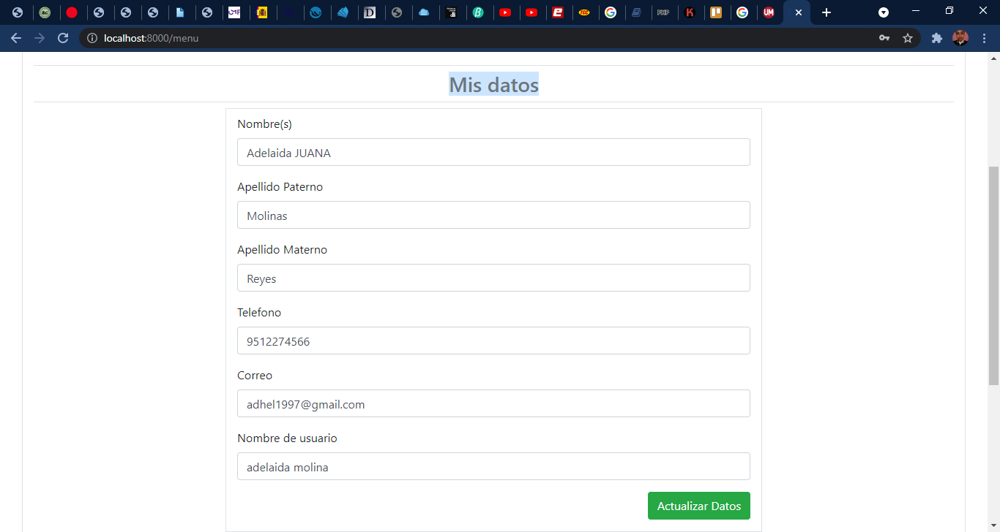 localhost:8000/menu
Mis datos
Nombre(s)
Adelaida JUANA
Apellido Paterno
Molinas
Apellido Materno
Reyes
Telefono
9512274566
Correo
adhel1997@gmail.com
Nombre de usuario
adelaida molina
Actualizar Datos